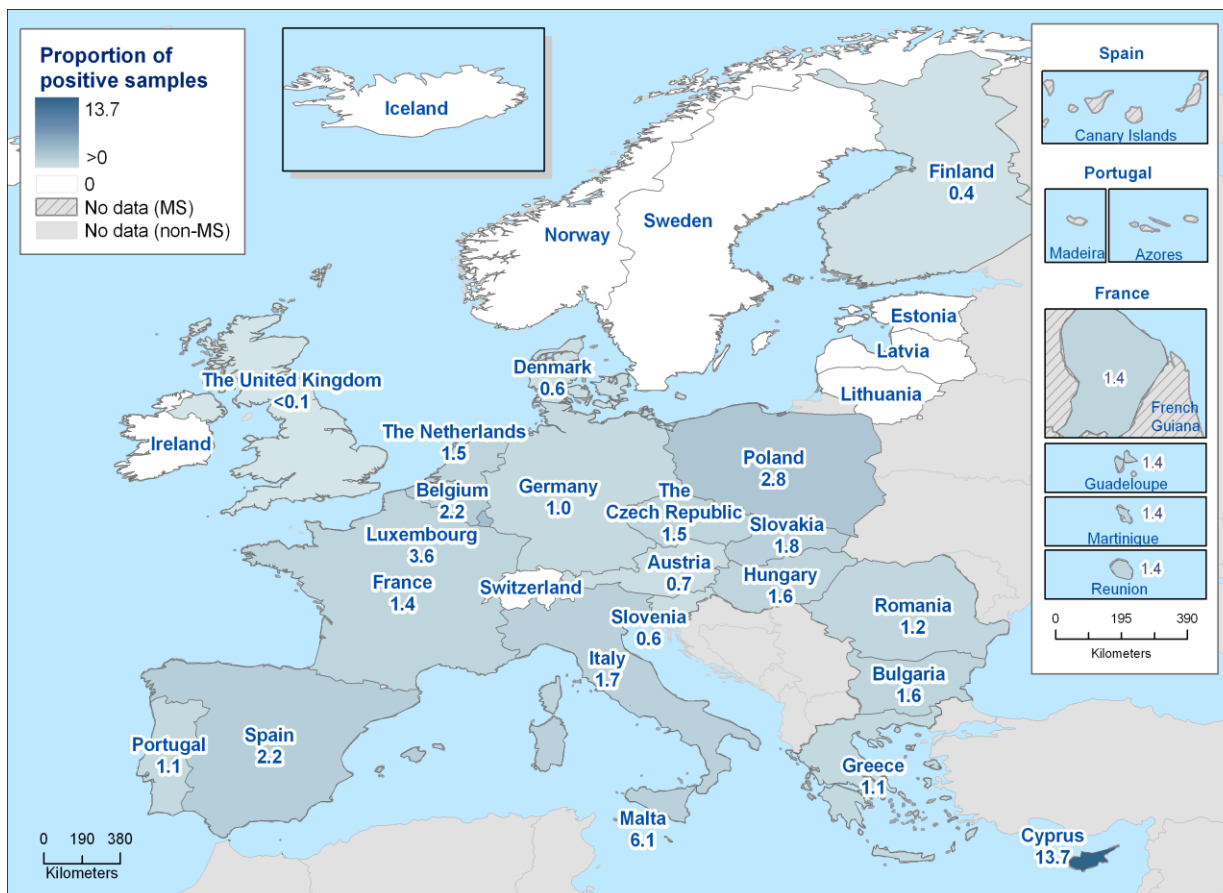 Proportion of
positive samples
13.7
>0
0
No data (MS)
No data (non-MS)
Iceland
Finland
0.4
Norway
Sweden
Estonia
Latvia
Lithuania
Denmark
0.6
The United Kingdom
<0.1
Ireland
The Netherlands
1.5
Belgium
2.2
Luxembourg
3.6
Germany
1.0
Poland
2.8
The
Czech Republic
1.5
Slovakia
1.8
Austria
0.7
Hungary
1.6
France
1.4
Switzerland
Slovenia
0.6
Romania
1.2
Italy
1.7
Bulgaria
1.6
Portugal
1.1
Spain
2.2
Greece
1.1
Malta
6.1
Cyprus
13.7
0 190 380
Kilometers
Spain
Canary Islands
Portugal
Madeira
Azores
France
1.4
French
Guiana
1.4
Guadeloupe
1.4
Martinique
1.4
Reunion
0 195 390
Kilometers